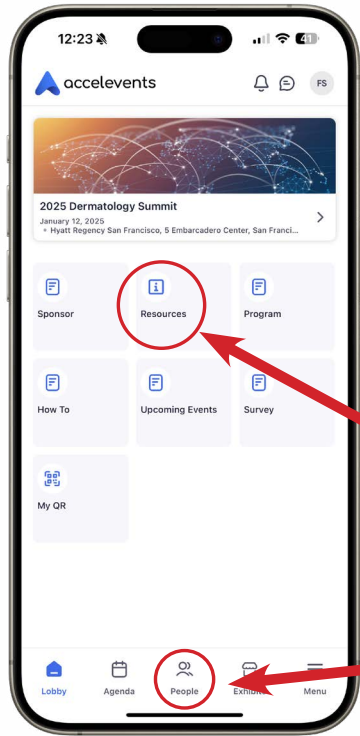 12:23
41
accelevents
FS
2025 Dermatology Summit
January 12, 2025
Hyatt Regency San Francisco, 5 Embarcadero Center, San Franci...
Sponsor
Resources
Program
How To
Upcoming Events
Survey
My QR
Lobby
Agenda
People
Menu